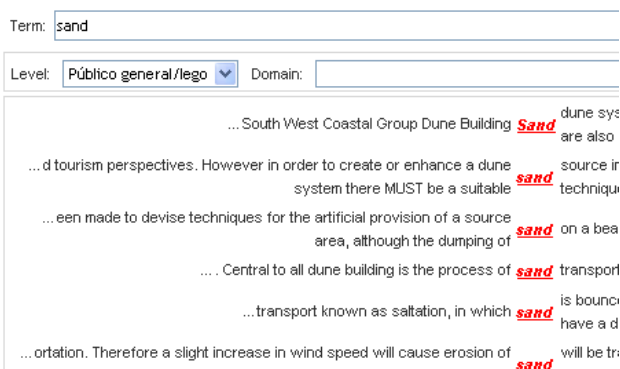 Term: sand
Level: Público general/lego Domain:
...South West Coastal Group Dune Building Sand dune sys
are also
...d tourism perspectives. However in order to create or enhance a dune source in
system there MUST be a suitable sand technique
...een made to devise techniques for the artificial provision of a source
area, although the dumping of sand on a bea
.... Central to all dune building is the process of sand transport
...transport known as saltation, in which sand is bounce
have a d
...ortation. Therefore a slight increase in wind speed will cause erosion of sand will be tra